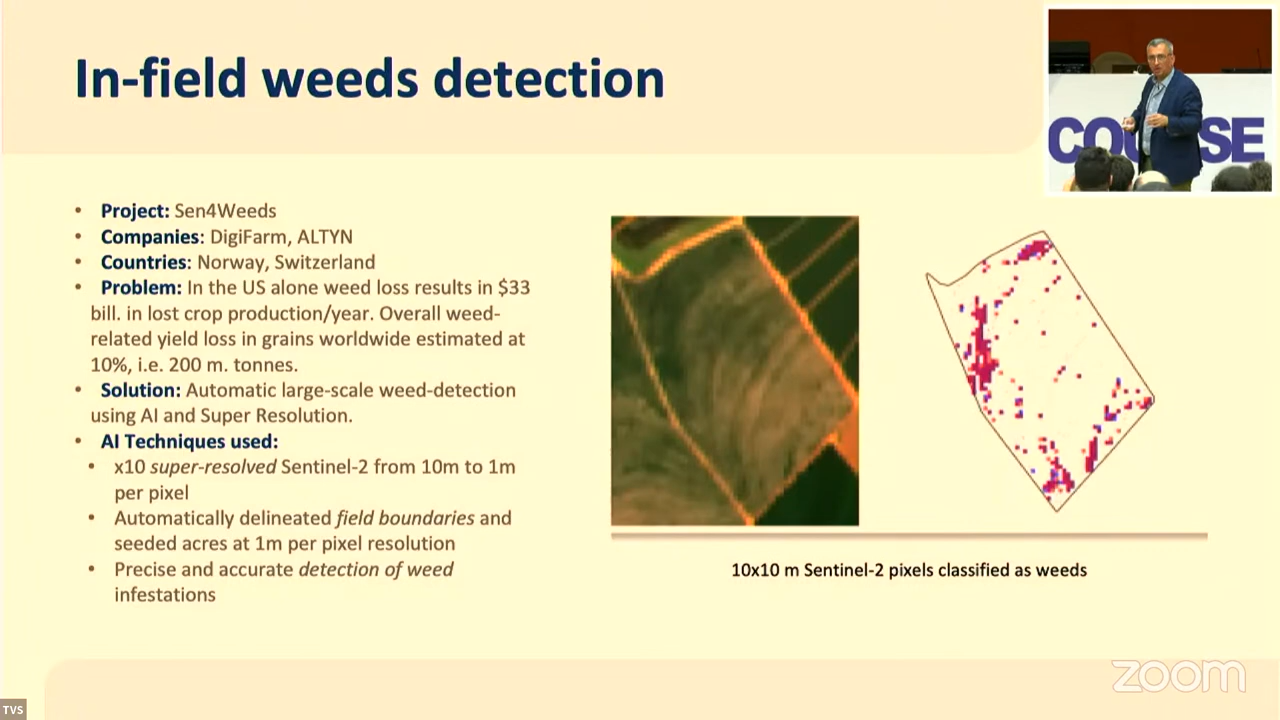 In-field weeds detection
• Project: Sen4Weeds
• Companies: DigiFarm, ALTYN
• Countries: Norway, Switzerland
• Problem: In the US alone weed loss results in $33
bill. in lost crop production/year. Overall weed-
related yield loss in grains worldwide estimated at
10%, i.e. 200 m. tonnes.
• Solution: Automatic large-scale weed-detection
using AI and Super Resolution.
• AI Techniques used:
• x10 super-resolved Sentinel-2 from 10m to 1m
per pixel
• Automatically delineated field boundaries and
seeded acres at 1m per pixel resolution
• Precise and accurate detection of weed
infestations
10x10 m Sentinel-2 pixels classified as weeds
zoom
TVS